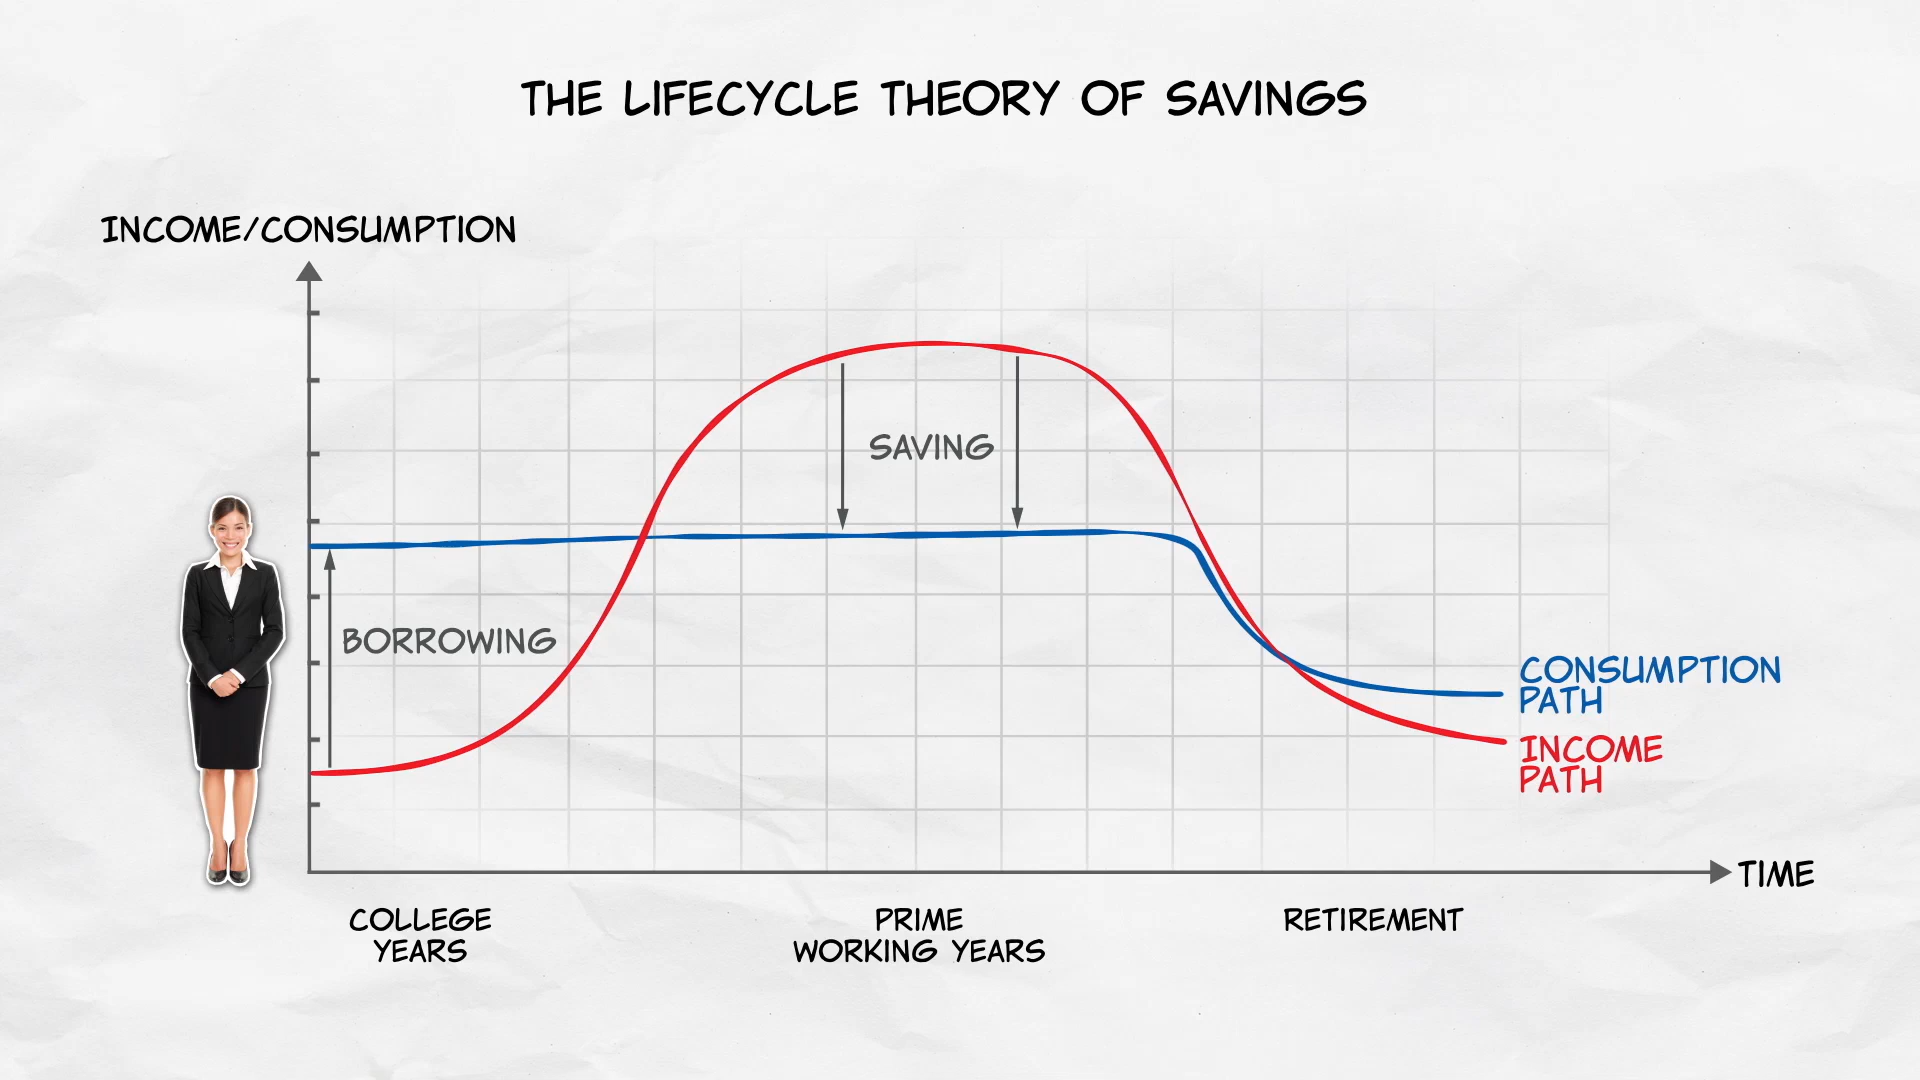 THE LIFECYCLE THEORY OF SAVINGS
INCOME/CONSUMPTION
SAVING
BORROWING
CONSUMPTION
PATH
INCOME
PATH
TIME
COLLEGE
YEARS
PRIME
WORKING YEARS
RETIREMENT